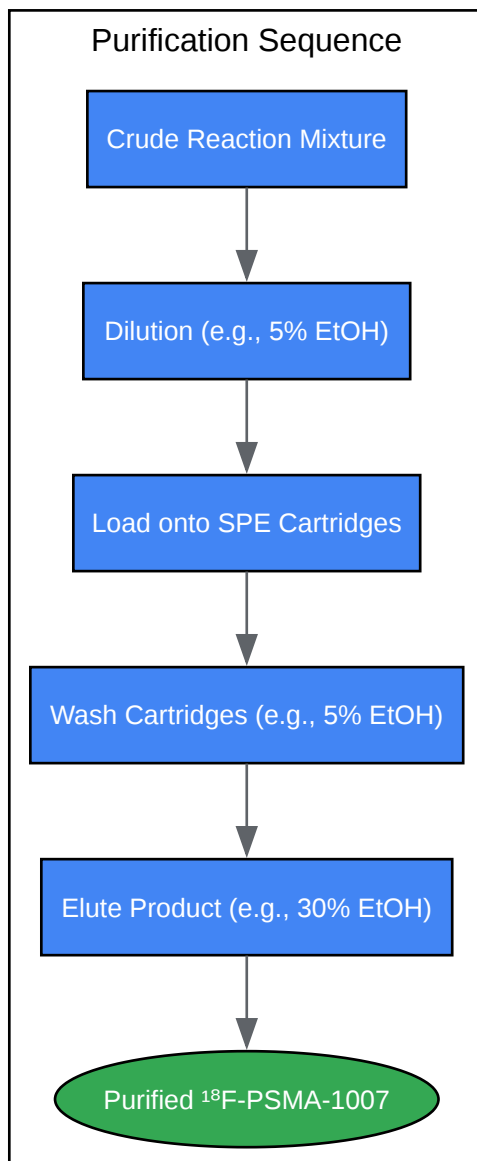 Purification Sequence
Crude Reaction Mixture
Dilution (e.g., 5% EtOH)
Load onto SPE Cartridges
Wash Cartridges (e.g., 5% EtOH)
Elute Product (e.g., 30% EtOH)
Purified ¹⁸F-PSMA-1007